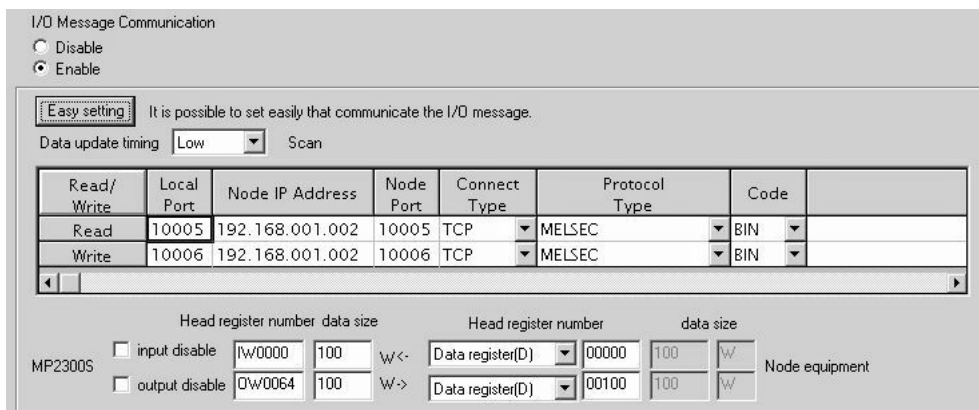 I/O Message Communication
Disable
Enable
Easy setting It is possible to set easily that communicate the I/O message.
Data update timing Low Scan
Read/ Write Local Port Node IP Address Node Port Connect Type Protocol Type Code
Read 10005 192.168.001.002 10005 TCP MELSEC BIN
Write 10006 192.168.001.002 10006 TCP MELSEC BIN
Head register number data size Head register number data size
MP2300S
input disable IW0000 100 W<- Data register(D) 00000 100 W
Node equipment
output disable OW0064 100 W-> Data register(D) 00100 100 W